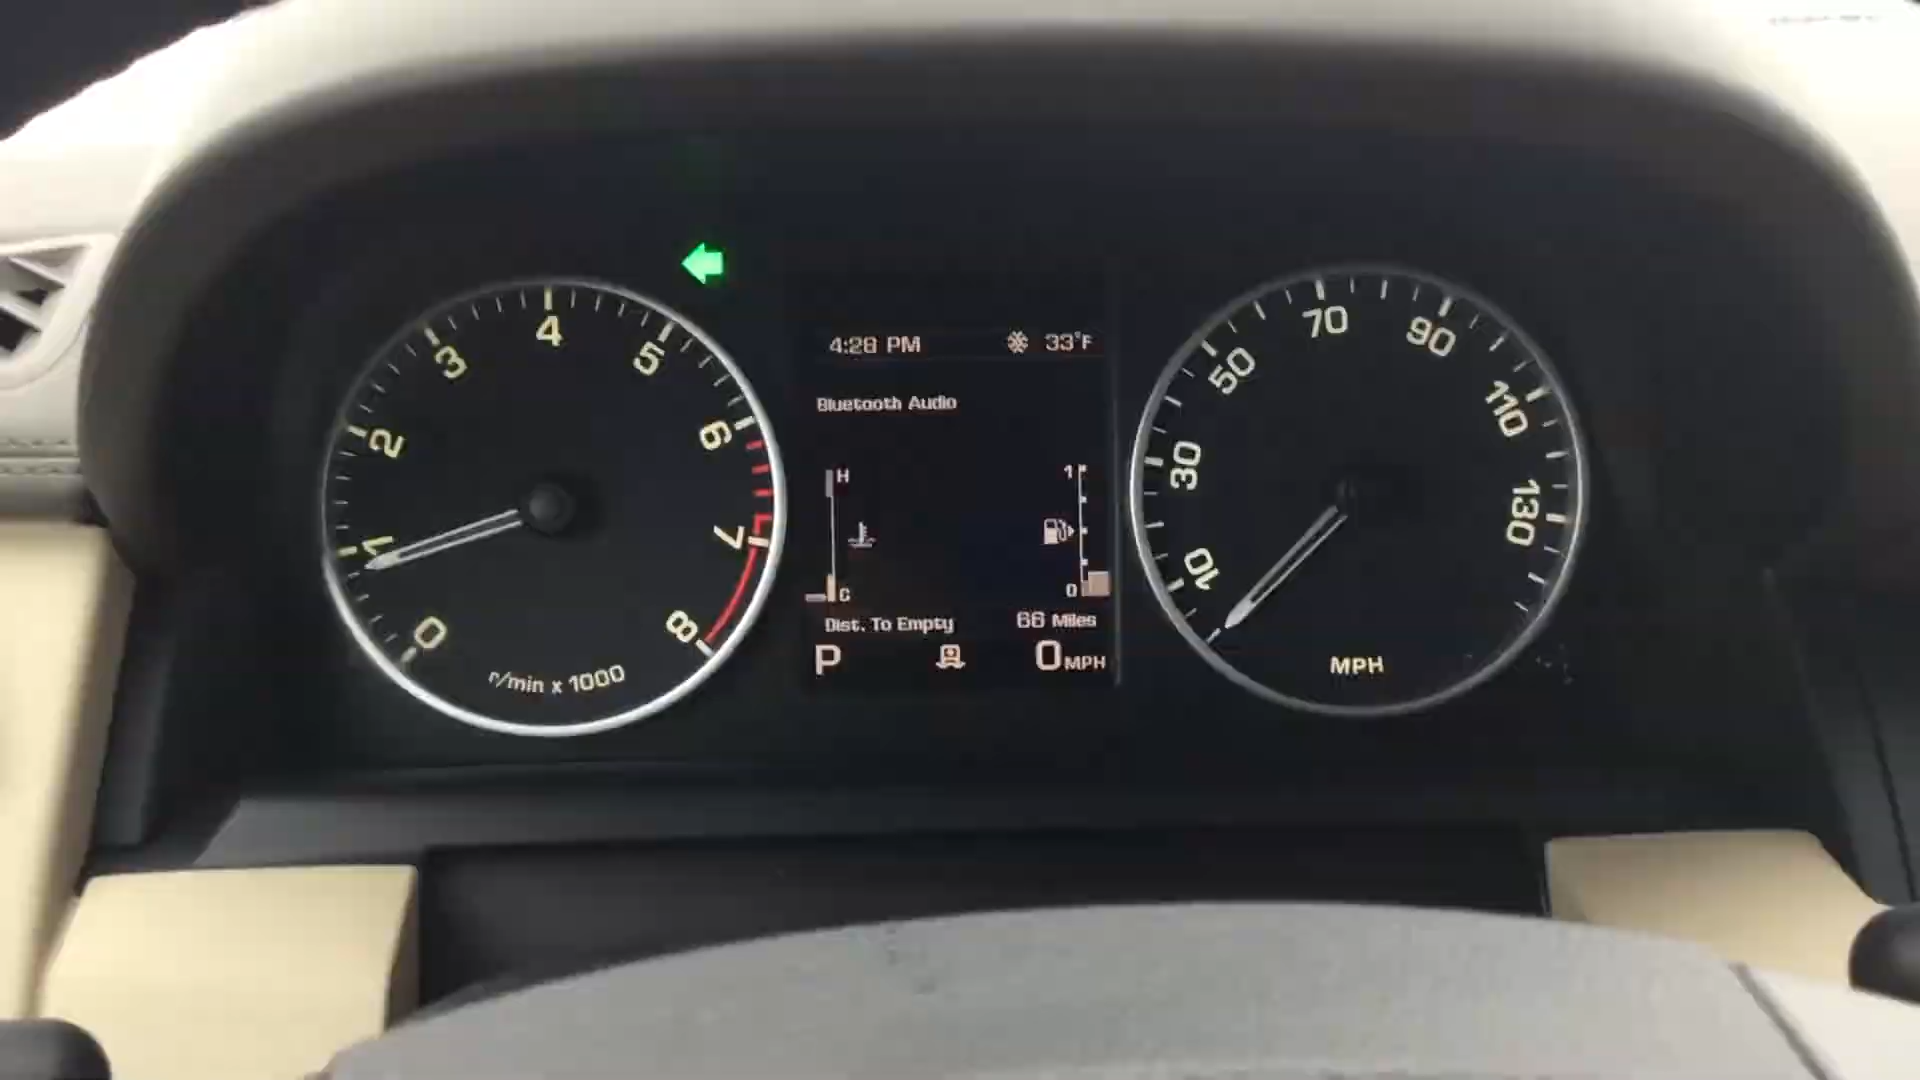 4:28 PM 33°F
Bluetooth Audio
H 1
C 0
Dist. To Empty 66 Miles
P 0 MPH
0 1 2 3 4 5 6 7 8
r/min x 1000
10 30 50 70 90 110 130
MPH